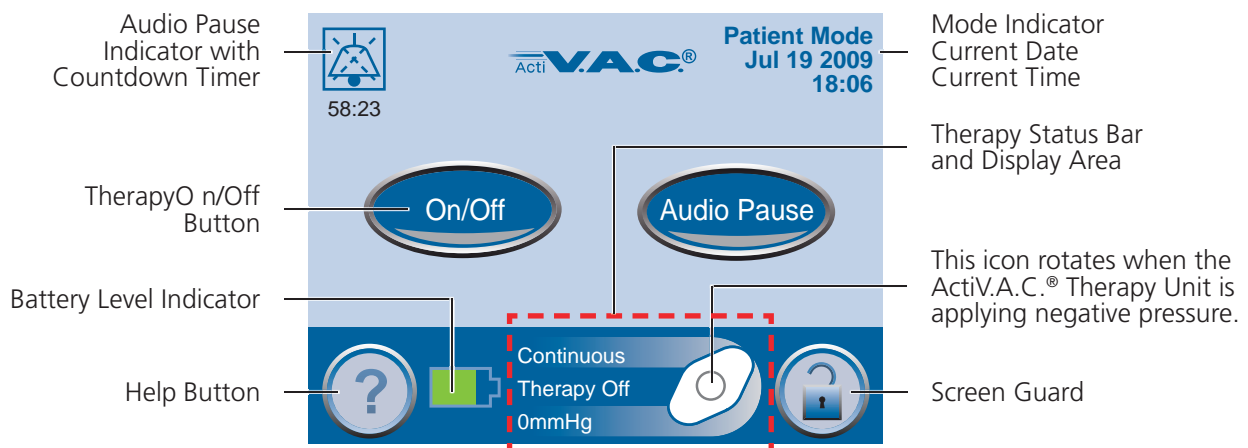 Audio Pause
Indicator with
Countdown Timer
58:23
Acti V.A.C.®
Patient Mode
Jul 19 2009
18:06
Mode Indicator
Current Date
Current Time
Therapy Status Bar
and Display Area
TherapyO n/Off
Button
On/Off
Audio Pause
This icon rotates when the
ActiV.A.C.® Therapy Unit is
applying negative pressure.
Battery Level Indicator
Help Button
?
Continuous
Therapy Off
0mmHg
Screen Guard